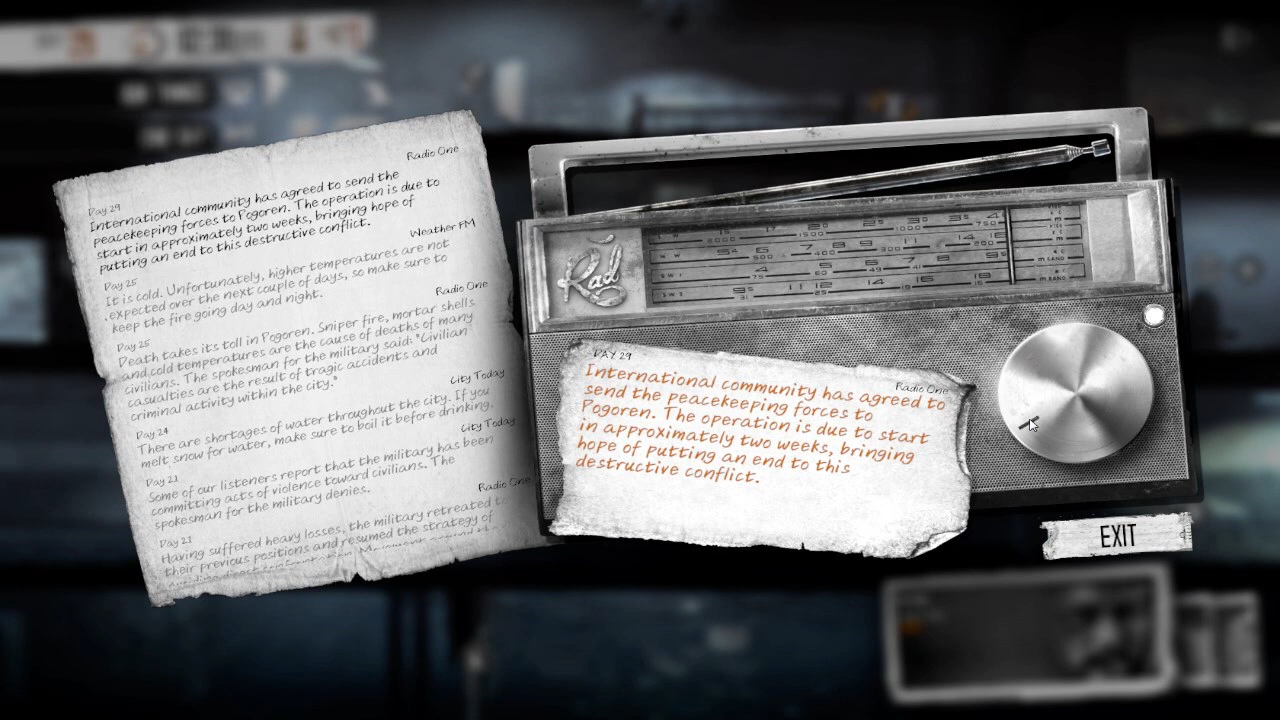 Radio One
Day 29
International community has agreed to send the
peacekeeping forces to Pogoren. The operation is due to
start in approximately two weeks, bringing hope of
putting an end to this destructive conflict.
Weather FM
Day 25
It is cold. Unfortunately, higher temperatures are not
expected over the next couple of days, so make sure to
keep the fire going day and night.
Radio One
Day 25
Death takes its toll in Pogoren. Sniper fire, mortar shells
and cold temperatures are the cause of deaths of many
civilians. The spokesman for the military said: "Civilian
casualties are the result of tragic accidents and
criminal activity within the city."
City Today
Day 24
There are shortages of water throughout the city. If you
melt snow for water, make sure to boil it before drinking.
City Today
Day 21
Some of our listeners report that the military has been
committing acts of violence toward civilians. The
spokesman for the military denies.
Radio One
Day 21
Having suffered heavy losses, the military retreated to
their previous positions and resumed the strategy of
Rad
DAY 29
Radio One
International community has agreed to
send the peacekeeping forces to
Pogoren. The operation is due to start
in approximately two weeks, bringing
hope of putting an end to this
destructive conflict.
EXIT